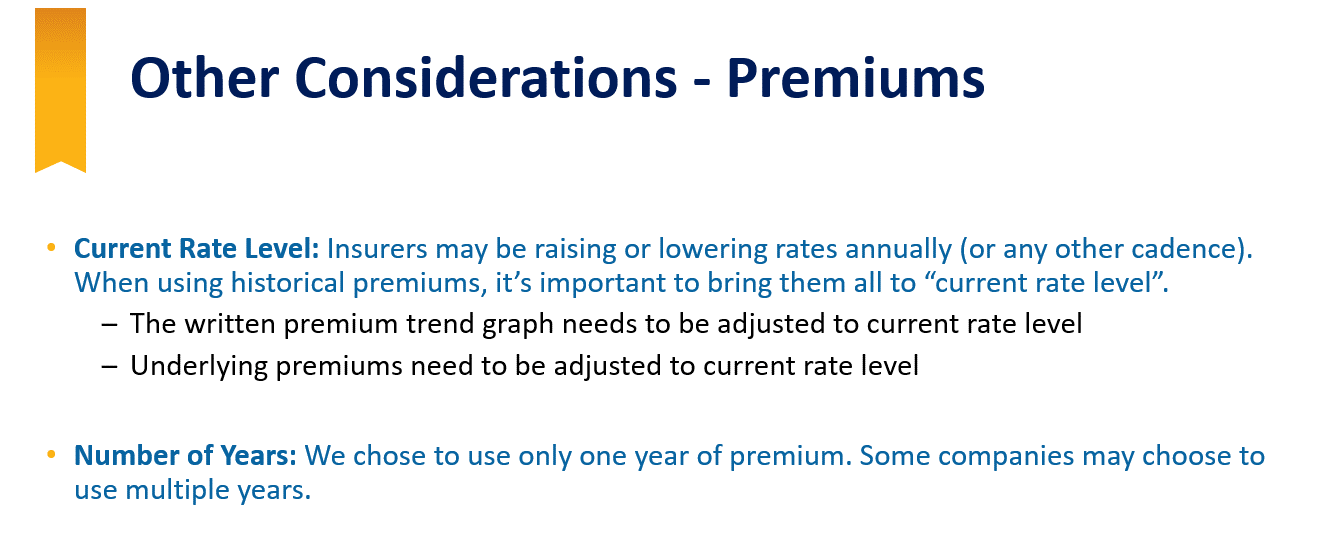 Other Considerations - Premiums
• Current Rate Level: Insurers may be raising or lowering rates annually (or any other cadence).
When using historical premiums, it’s important to bring them all to “current rate level”.
– The written premium trend graph needs to be adjusted to current rate level
– Underlying premiums need to be adjusted to current rate level
• Number of Years: We chose to use only one year of premium. Some companies may choose to
use multiple years.